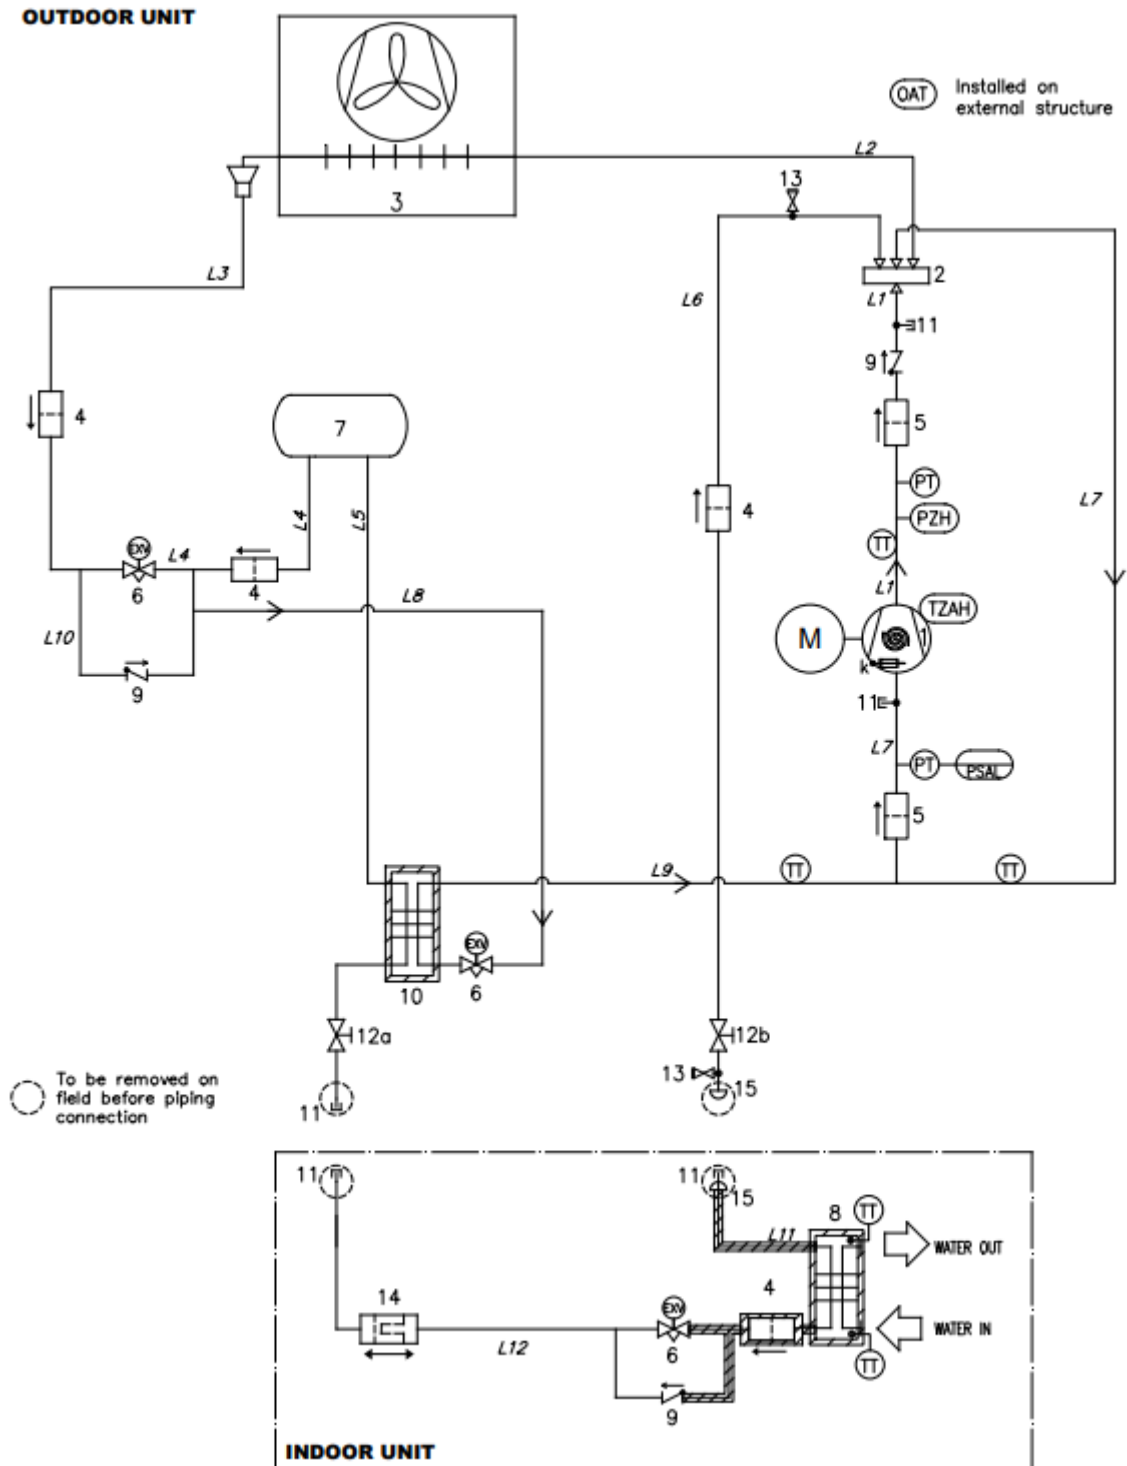 OUTDOOR UNIT
OAT
Installed on
external structure
L2
13
3
L3
2
L6
L1
11
9
4
5
7
PT
4
L7
L4
L5
PZH
TT
EXV
L4
6
4
L1
L8
TZAH
M
1
L10
k
9
11
L7
PT
PSAL
5
L9
TT
TT
EXV
10
6
12a
12b
To be removed on
field before piping
connection
13
15
11
11
11
15
8
TT
L11
WATER OUT
4
14
EXV
WATER IN
L12
6
TT
9
INDOOR UNIT